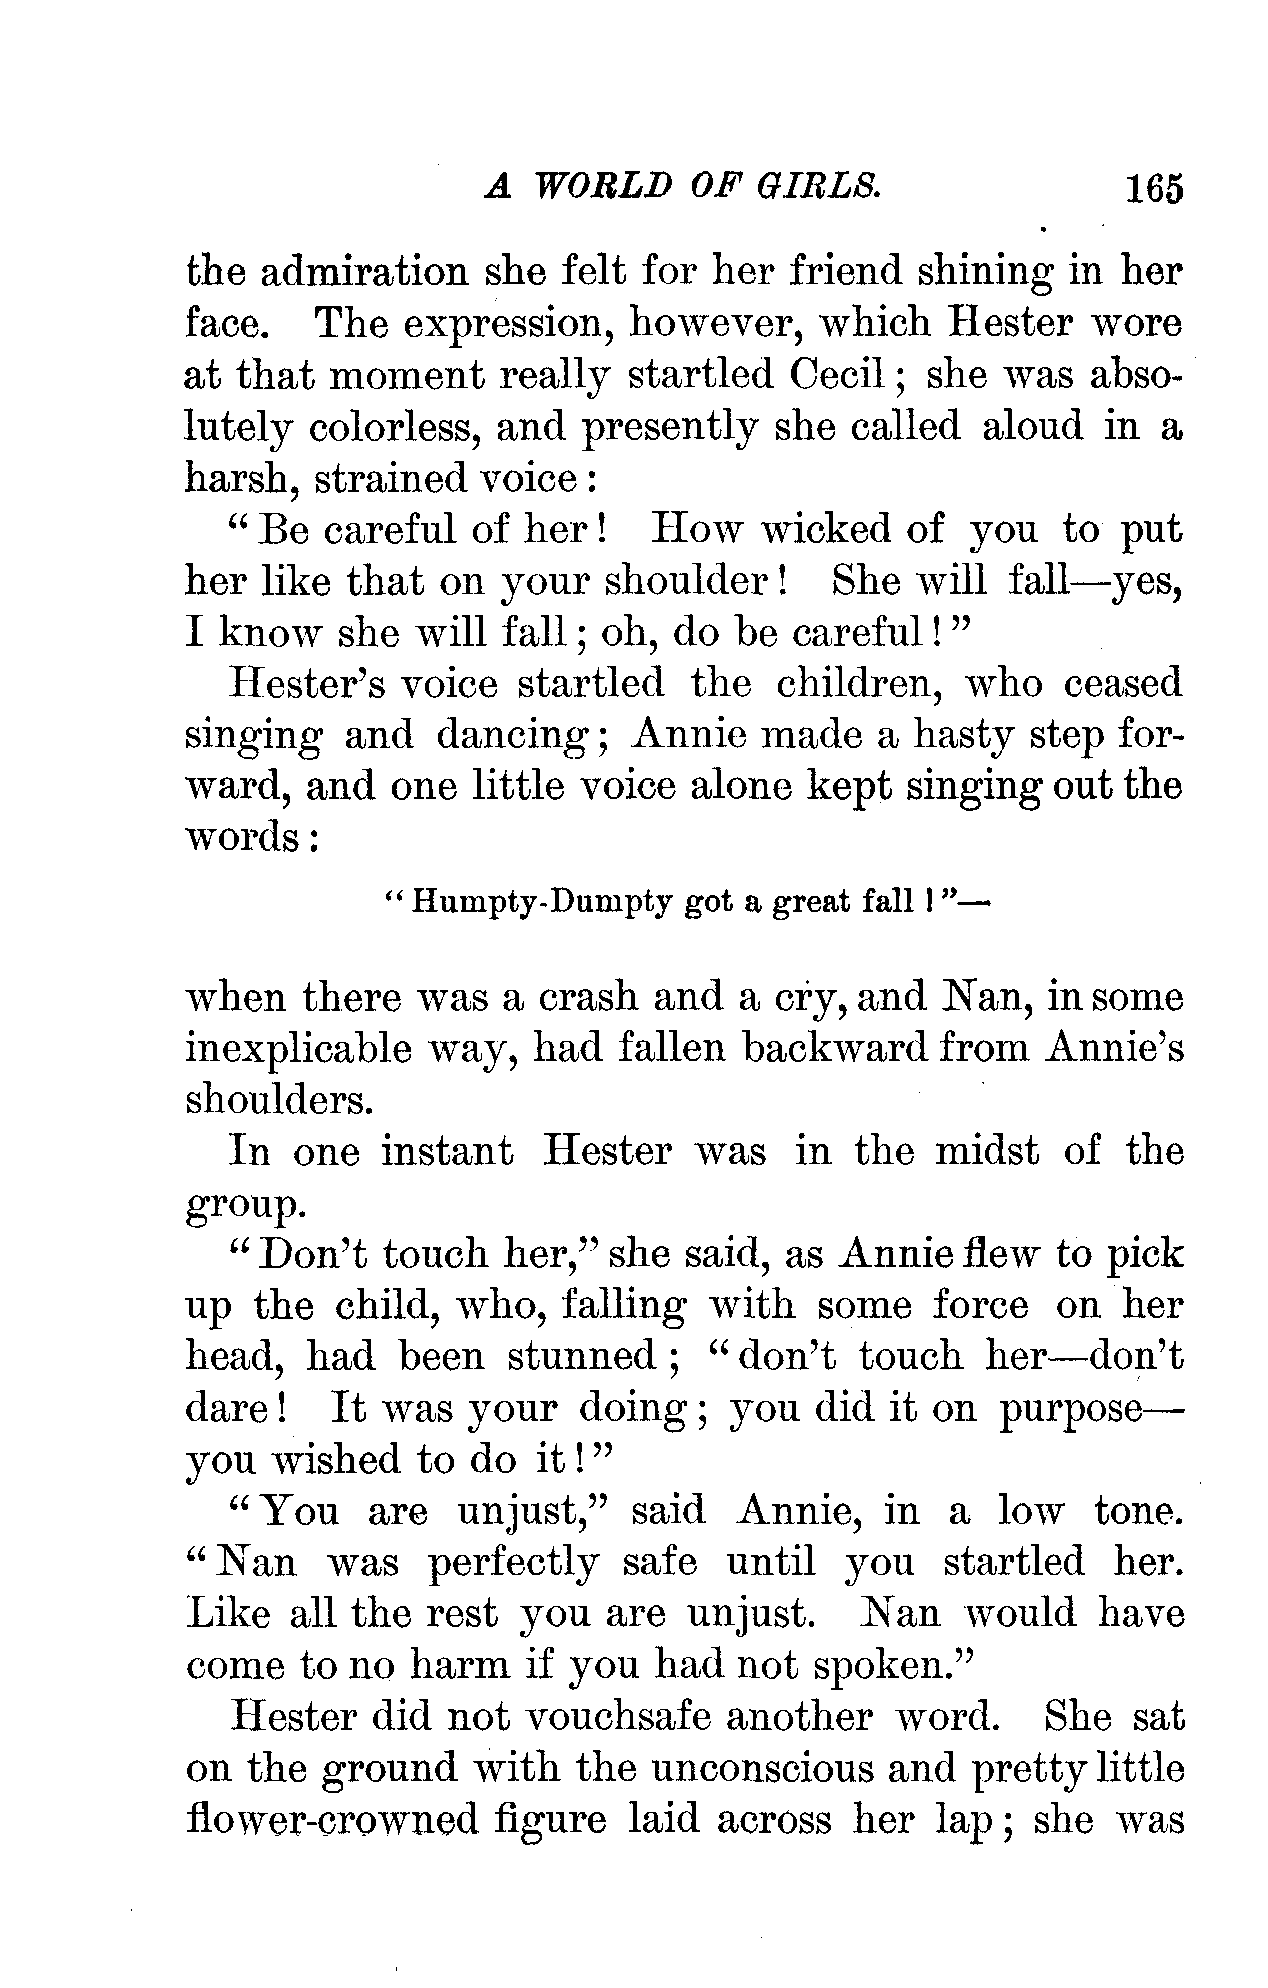 A WORLD OF GIRLS. 165
the admiration she felt for her friend shining in her
face. The expression, however, which Hester wore
at that moment really startled Cecil; she was abso-
lutely colorless, and presently she called aloud in a
harsh, strained voice:
“Be careful of her! How wicked of you to put
her like that on your shoulder! She will fall—yes,
I know she will fall; oh, do be careful!”
Hester’s voice startled the children, who ceased
singing and dancing; Annie made a hasty step for-
ward, and one little voice alone kept singing out the
words:
“Humpty-Dumpty got a great fall!”—
when there was a crash and a cry, and Nan, in some
inexplicable way, had fallen backward from Annie’s
shoulders.
In one instant Hester was in the midst of the
group.
“Don’t touch her,” she said, as Annie flew to pick
up the child, who, falling with some force on her
head, had been stunned; “don’t touch her—don’t
dare! It was your doing; you did it on purpose—
you wished to do it!”
“You are unjust,” said Annie, in a low tone.
“Nan was perfectly safe until you startled her.
Like all the rest you are unjust. Nan would have
come to no harm if you had not spoken.”
Hester did not vouchsafe another word. She sat
on the ground with the unconscious and pretty little
flower-crowned figure laid across her lap; she was